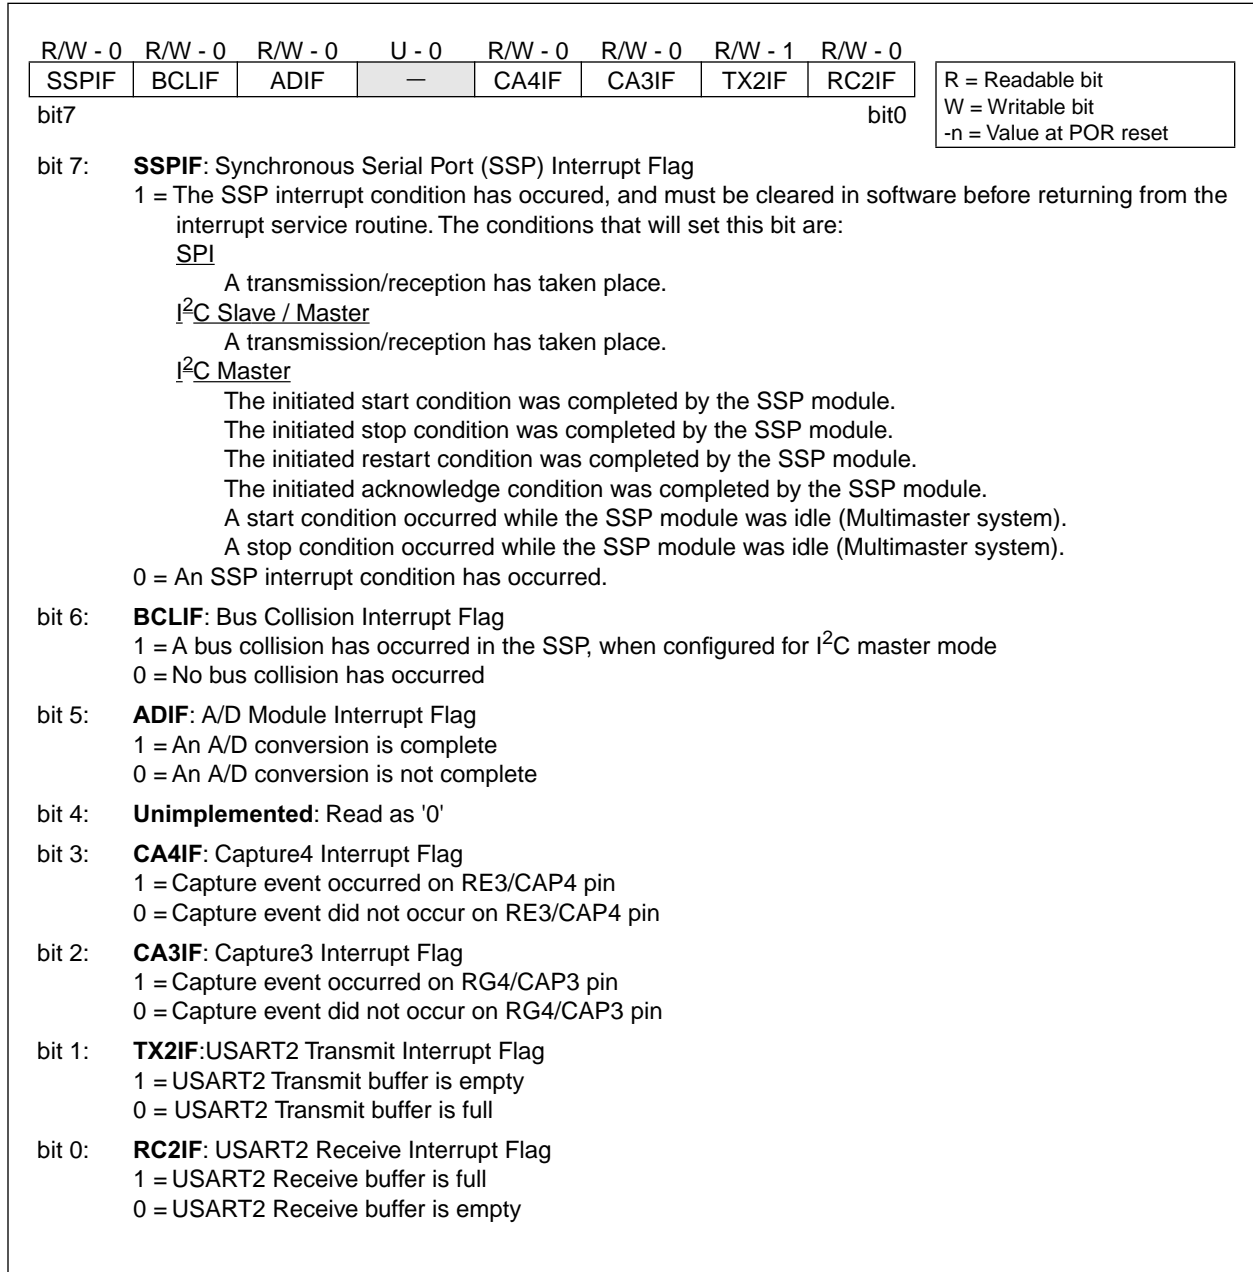 R/W - 0 R/W - 0 R/W - 0 U - 0 R/W - 0 R/W - 0 R/W - 1 R/W - 0
SSPIF BCLIF ADIF — CA4IF CA3IF TX2IF RC2IF
bit7 bit0
R = Readable bit
W = Writable bit
-n = Value at POR reset
bit 7: SSPIF: Synchronous Serial Port (SSP) Interrupt Flag
1 = The SSP interrupt condition has occured, and must be cleared in software before returning from the
interrupt service routine. The conditions that will set this bit are:
SPI
A transmission/reception has taken place.
I²C Slave / Master
A transmission/reception has taken place.
I²C Master
The initiated start condition was completed by the SSP module.
The initiated stop condition was completed by the SSP module.
The initiated restart condition was completed by the SSP module.
The initiated acknowledge condition was completed by the SSP module.
A start condition occurred while the SSP module was idle (Multimaster system).
A stop condition occurred while the SSP module was idle (Multimaster system).
0 = An SSP interrupt condition has occurred.
bit 6: BCLIF: Bus Collision Interrupt Flag
1 = A bus collision has occurred in the SSP, when configured for I²C master mode
0 = No bus collision has occurred
bit 5: ADIF: A/D Module Interrupt Flag
1 = An A/D conversion is complete
0 = An A/D conversion is not complete
bit 4: Unimplemented: Read as '0'
bit 3: CA4IF: Capture4 Interrupt Flag
1 = Capture event occurred on RE3/CAP4 pin
0 = Capture event did not occur on RE3/CAP4 pin
bit 2: CA3IF: Capture3 Interrupt Flag
1 = Capture event occurred on RG4/CAP3 pin
0 = Capture event did not occur on RG4/CAP3 pin
bit 1: TX2IF:USART2 Transmit Interrupt Flag
1 = USART2 Transmit buffer is empty
0 = USART2 Transmit buffer is full
bit 0: RC2IF: USART2 Receive Interrupt Flag
1 = USART2 Receive buffer is full
0 = USART2 Receive buffer is empty